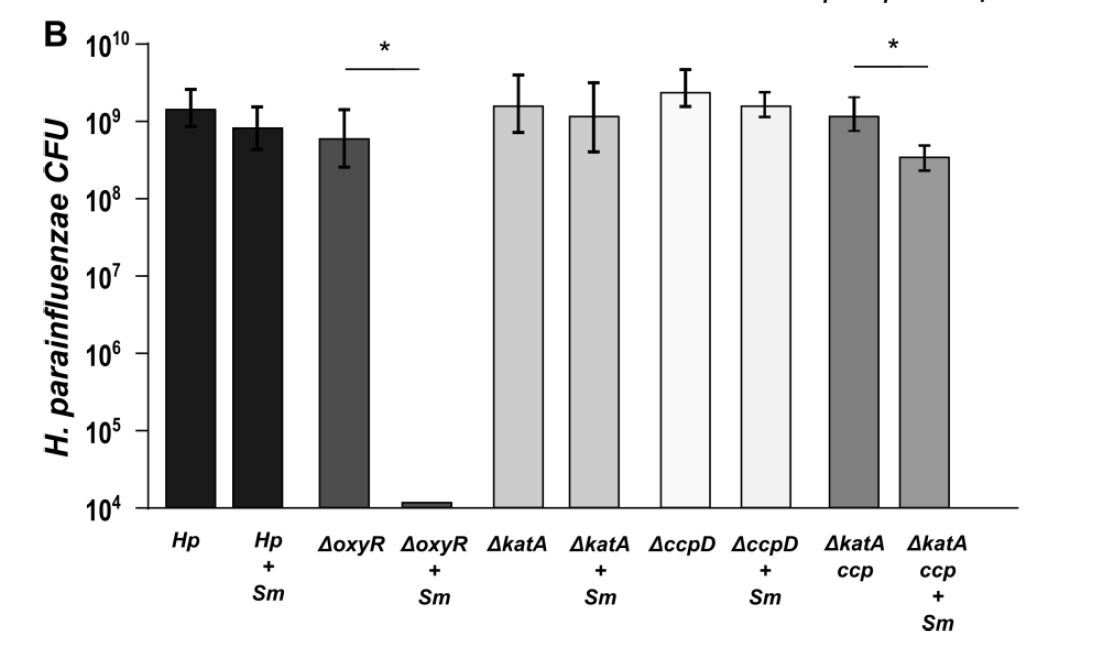 B
H. parainfluenzae CFU
10¹⁰
10⁹
10⁸
10⁷
10⁶
10⁵
10⁴
*
*
Hp
Hp
+
Sm
ΔoxyR
ΔoxyR
+
Sm
ΔkatA
ΔkatA
+
Sm
ΔccpD
ΔccpD
+
Sm
ΔkatA
ccp
ΔkatA
ccp
+
Sm